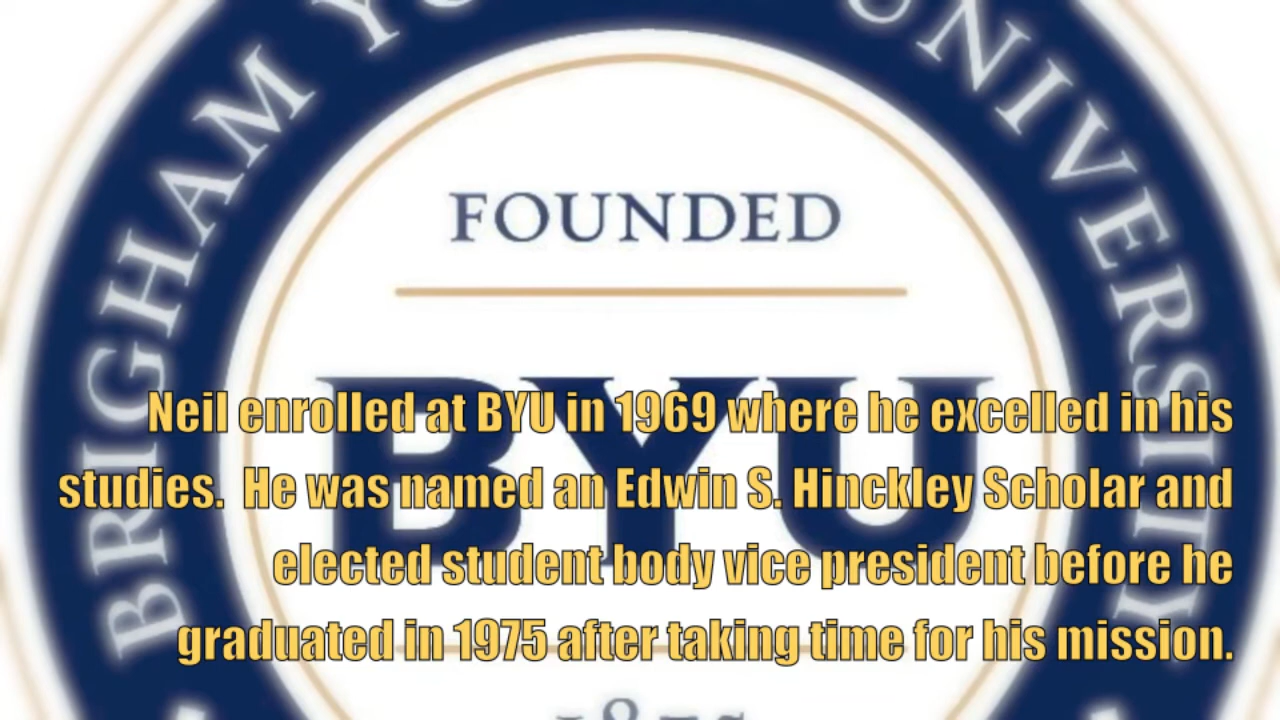 BRIGHAM YOUNG UNIVERSITY
FOUNDED
BYU
Neil enrolled at BYU in 1969 where he excelled in his
studies.  He was named an Edwin S. Hinckley Scholar and
elected student body vice president before he
graduated in 1975 after taking time for his mission.